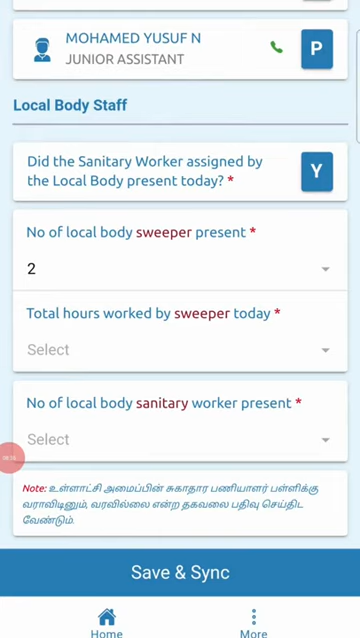 MOHAMED YUSUF N
JUNIOR ASSISTANT
P
Local Body Staff
Did the Sanitary Worker assigned by
the Local Body present today? *
Y
No of local body sweeper present *
2
Total hours worked by sweeper today *
Select
No of local body sanitary worker present *
Select
Note: உள்ளாட்சி அமைப்பின் சுகாதார பணியாளர் பள்ளிக்கு
வராவிடினும், வரவில்லை என்ற தகவலை பதிவு செய்திட
வேண்டும்.
Save & Sync
Home
More